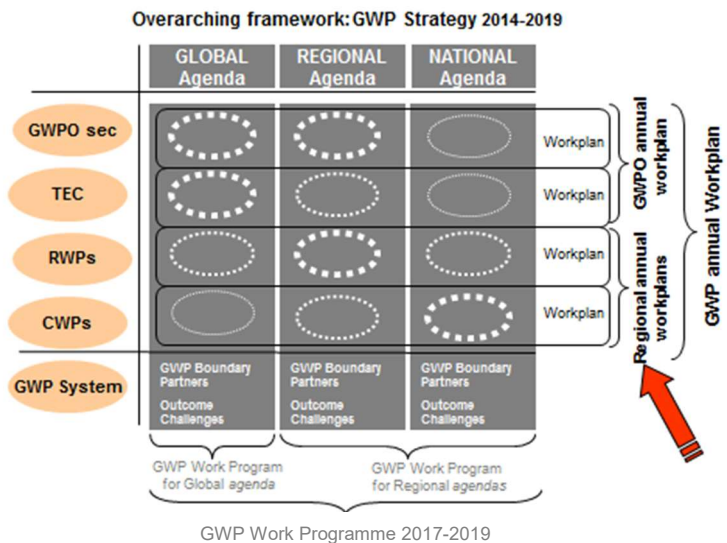 Overarching framework: GWP Strategy 2014-2019
GLOBAL
Agenda
REGIONAL
Agenda
NATIONAL
Agenda
GWPO sec
Workplan
TEC
Workplan
RWPs
Workplan
CWPs
Workplan
GWPO annual
workplan
Regional annual
workplans
GWP annual Workplan
GWP System
GWP Boundary
Partners
Outcome
Challenges
GWP Boundary
Partners
Outcome
Challenges
GWP Boundary
Partners
Outcome
Challenges
GWP Work Program
for Global agenda
GWP Work Program
for Regional agendas
GWP Work Programme 2017-2019